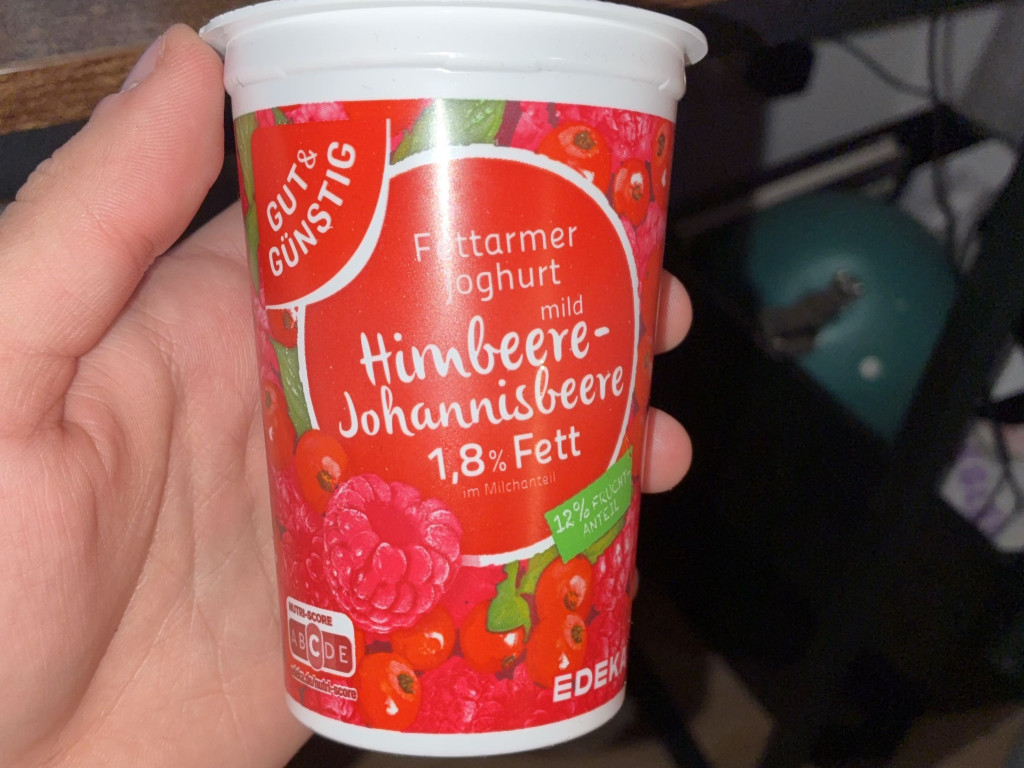 GUT&
GÜNSTIG
Fettarmer
Joghurt
mild
Himbeere-
Johannisbeere
1,8% Fett
im Milchanteil
12% FRUCHT-
ANTEIL
NUTRI-SCORE
A B C D E
EDEKA